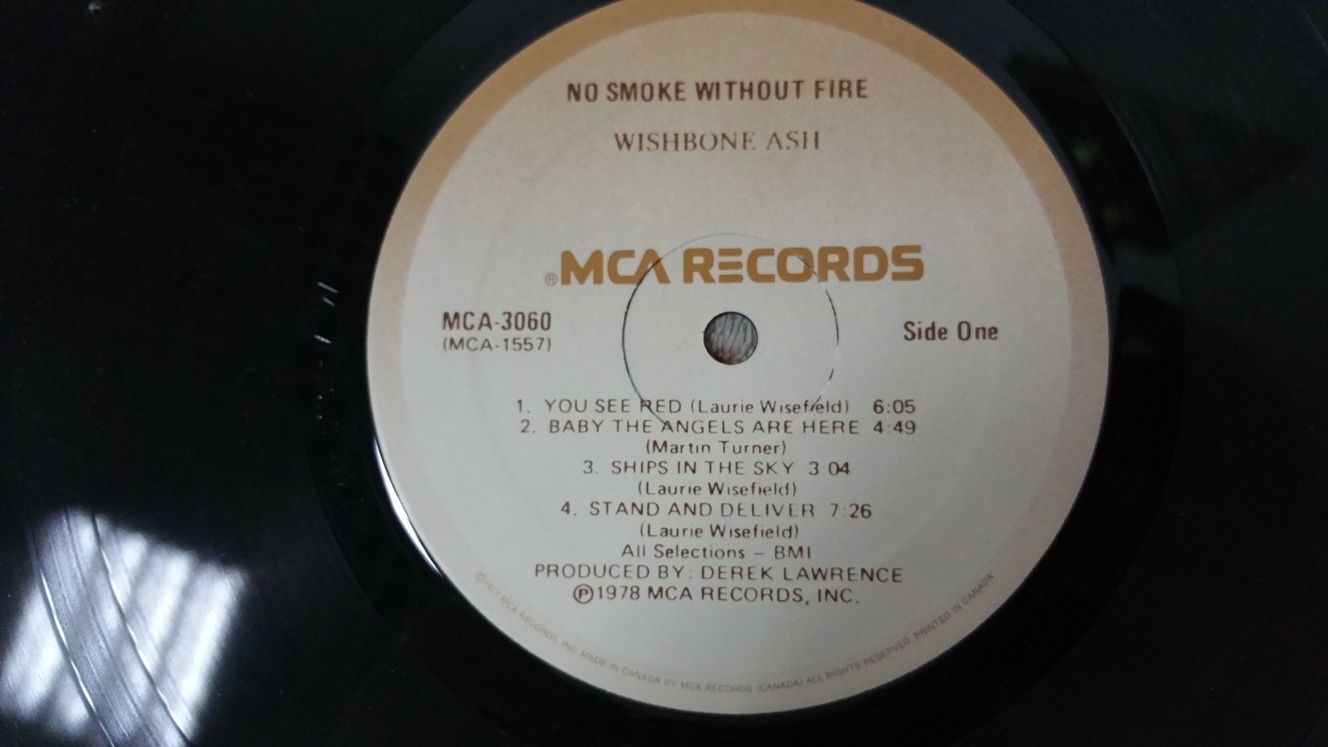 NO SMOKE WITHOUT FIRE
WISHBONE ASH
®MCA RECORDS
MCA-3060
(MCA-1557)
Side One
1. YOU SEE RED (Laurie Wisefield) 6:05
2. BABY THE ANGELS ARE HERE 4:49
(Martin Turner)
3. SHIPS IN THE SKY 3:04
(Laurie Wisefield)
4. STAND AND DELIVER 7:26
(Laurie Wisefield)
All Selections – BMI
PRODUCED BY: DEREK LAWRENCE
℗1978 MCA RECORDS, INC.
©1977 MCA RECORDS, INC. MADE IN CANADA BY MCA RECORDS (CANADA) ALL RIGHTS RESERVED. PRINTED IN CANADA